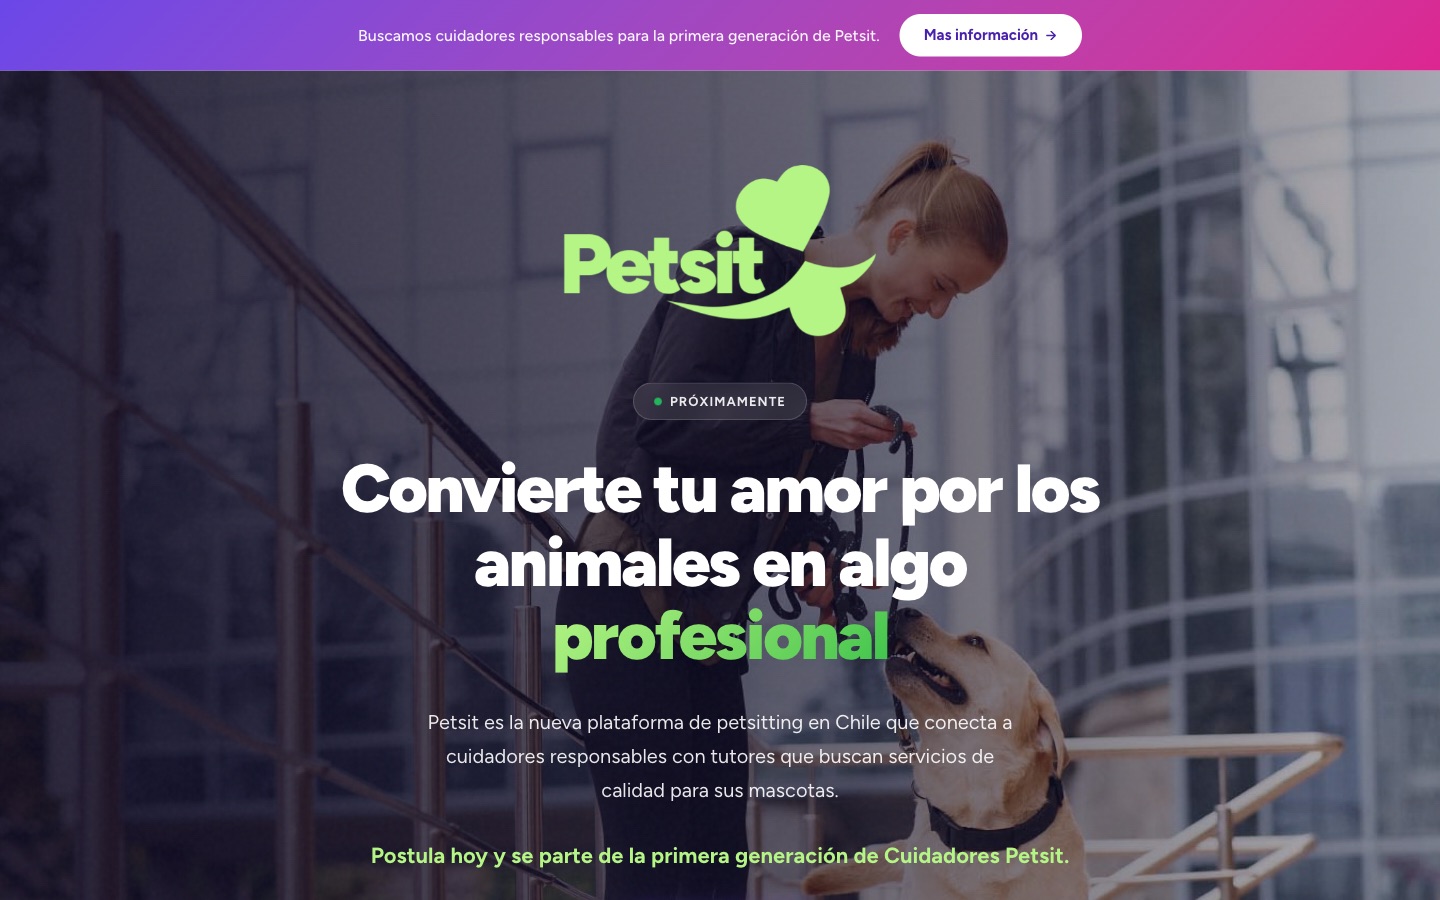 Buscamos cuidadores responsables para la primera generación de Petsit.
Mas información →
Petsit
PRÓXIMAMENTE
Convierte tu amor por los
animales en algo
profesional
Petsit es la nueva plataforma de petsitting en Chile que conecta a
cuidadores responsables con tutores que buscan servicios de
calidad para sus mascotas.
Postula hoy y se parte de la primera generación de Cuidadores Petsit.